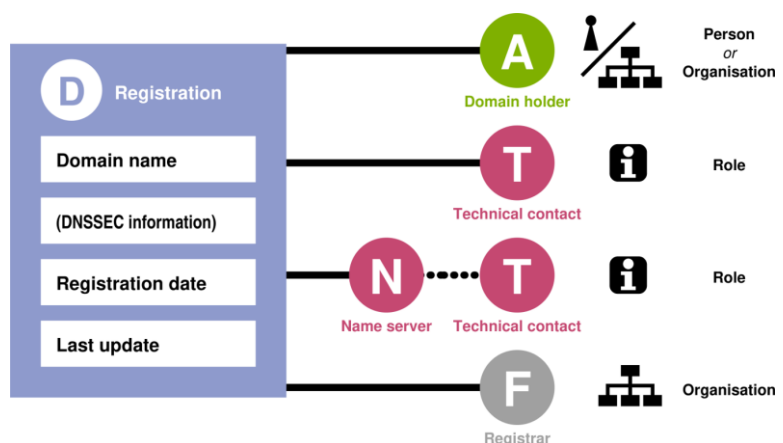 D Registration
Domain name
(DNSSEC information)
Registration date
Last update
A
Domain holder
Person
or
Organisation
T
Technical contact
Role
N
Name server
T
Technical contact
Role
F
Registrar
Organisation